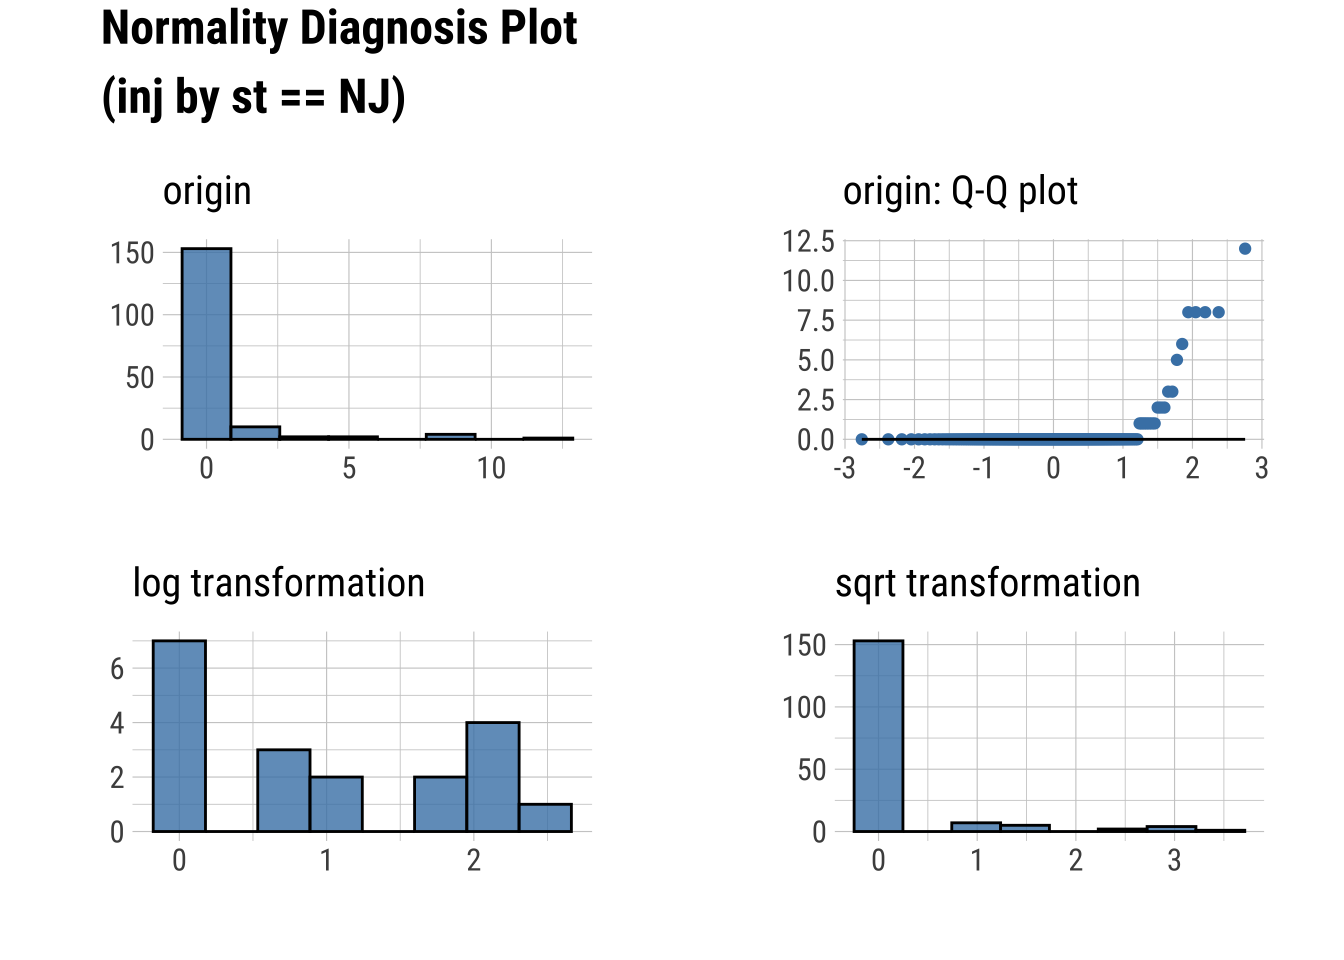 Normality Diagnosis Plot
(inj by st == NJ)
origin
150
100
50
0
0 5 10
origin: Q-Q plot
12.5
10.0
7.5
5.0
2.5
0.0
-3 -2 -1 0 1 2 3
log transformation
6
4
2
0
0 1 2
sqrt transformation
150
100
50
0
0 1 2 3